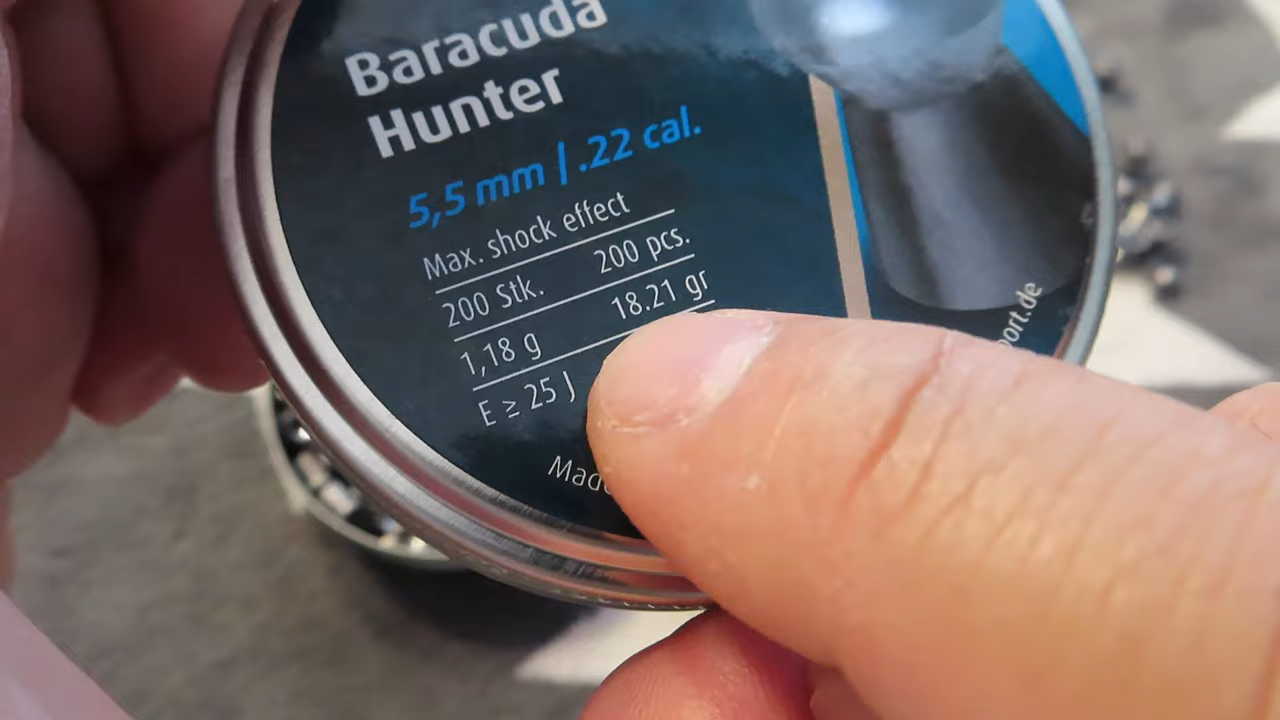 Baracuda
Hunter
5,5 mm | .22 cal.
Max. shock effect
200 Stk. 200 pcs.
1,18 g 18.21 gr
E ≥ 25 J